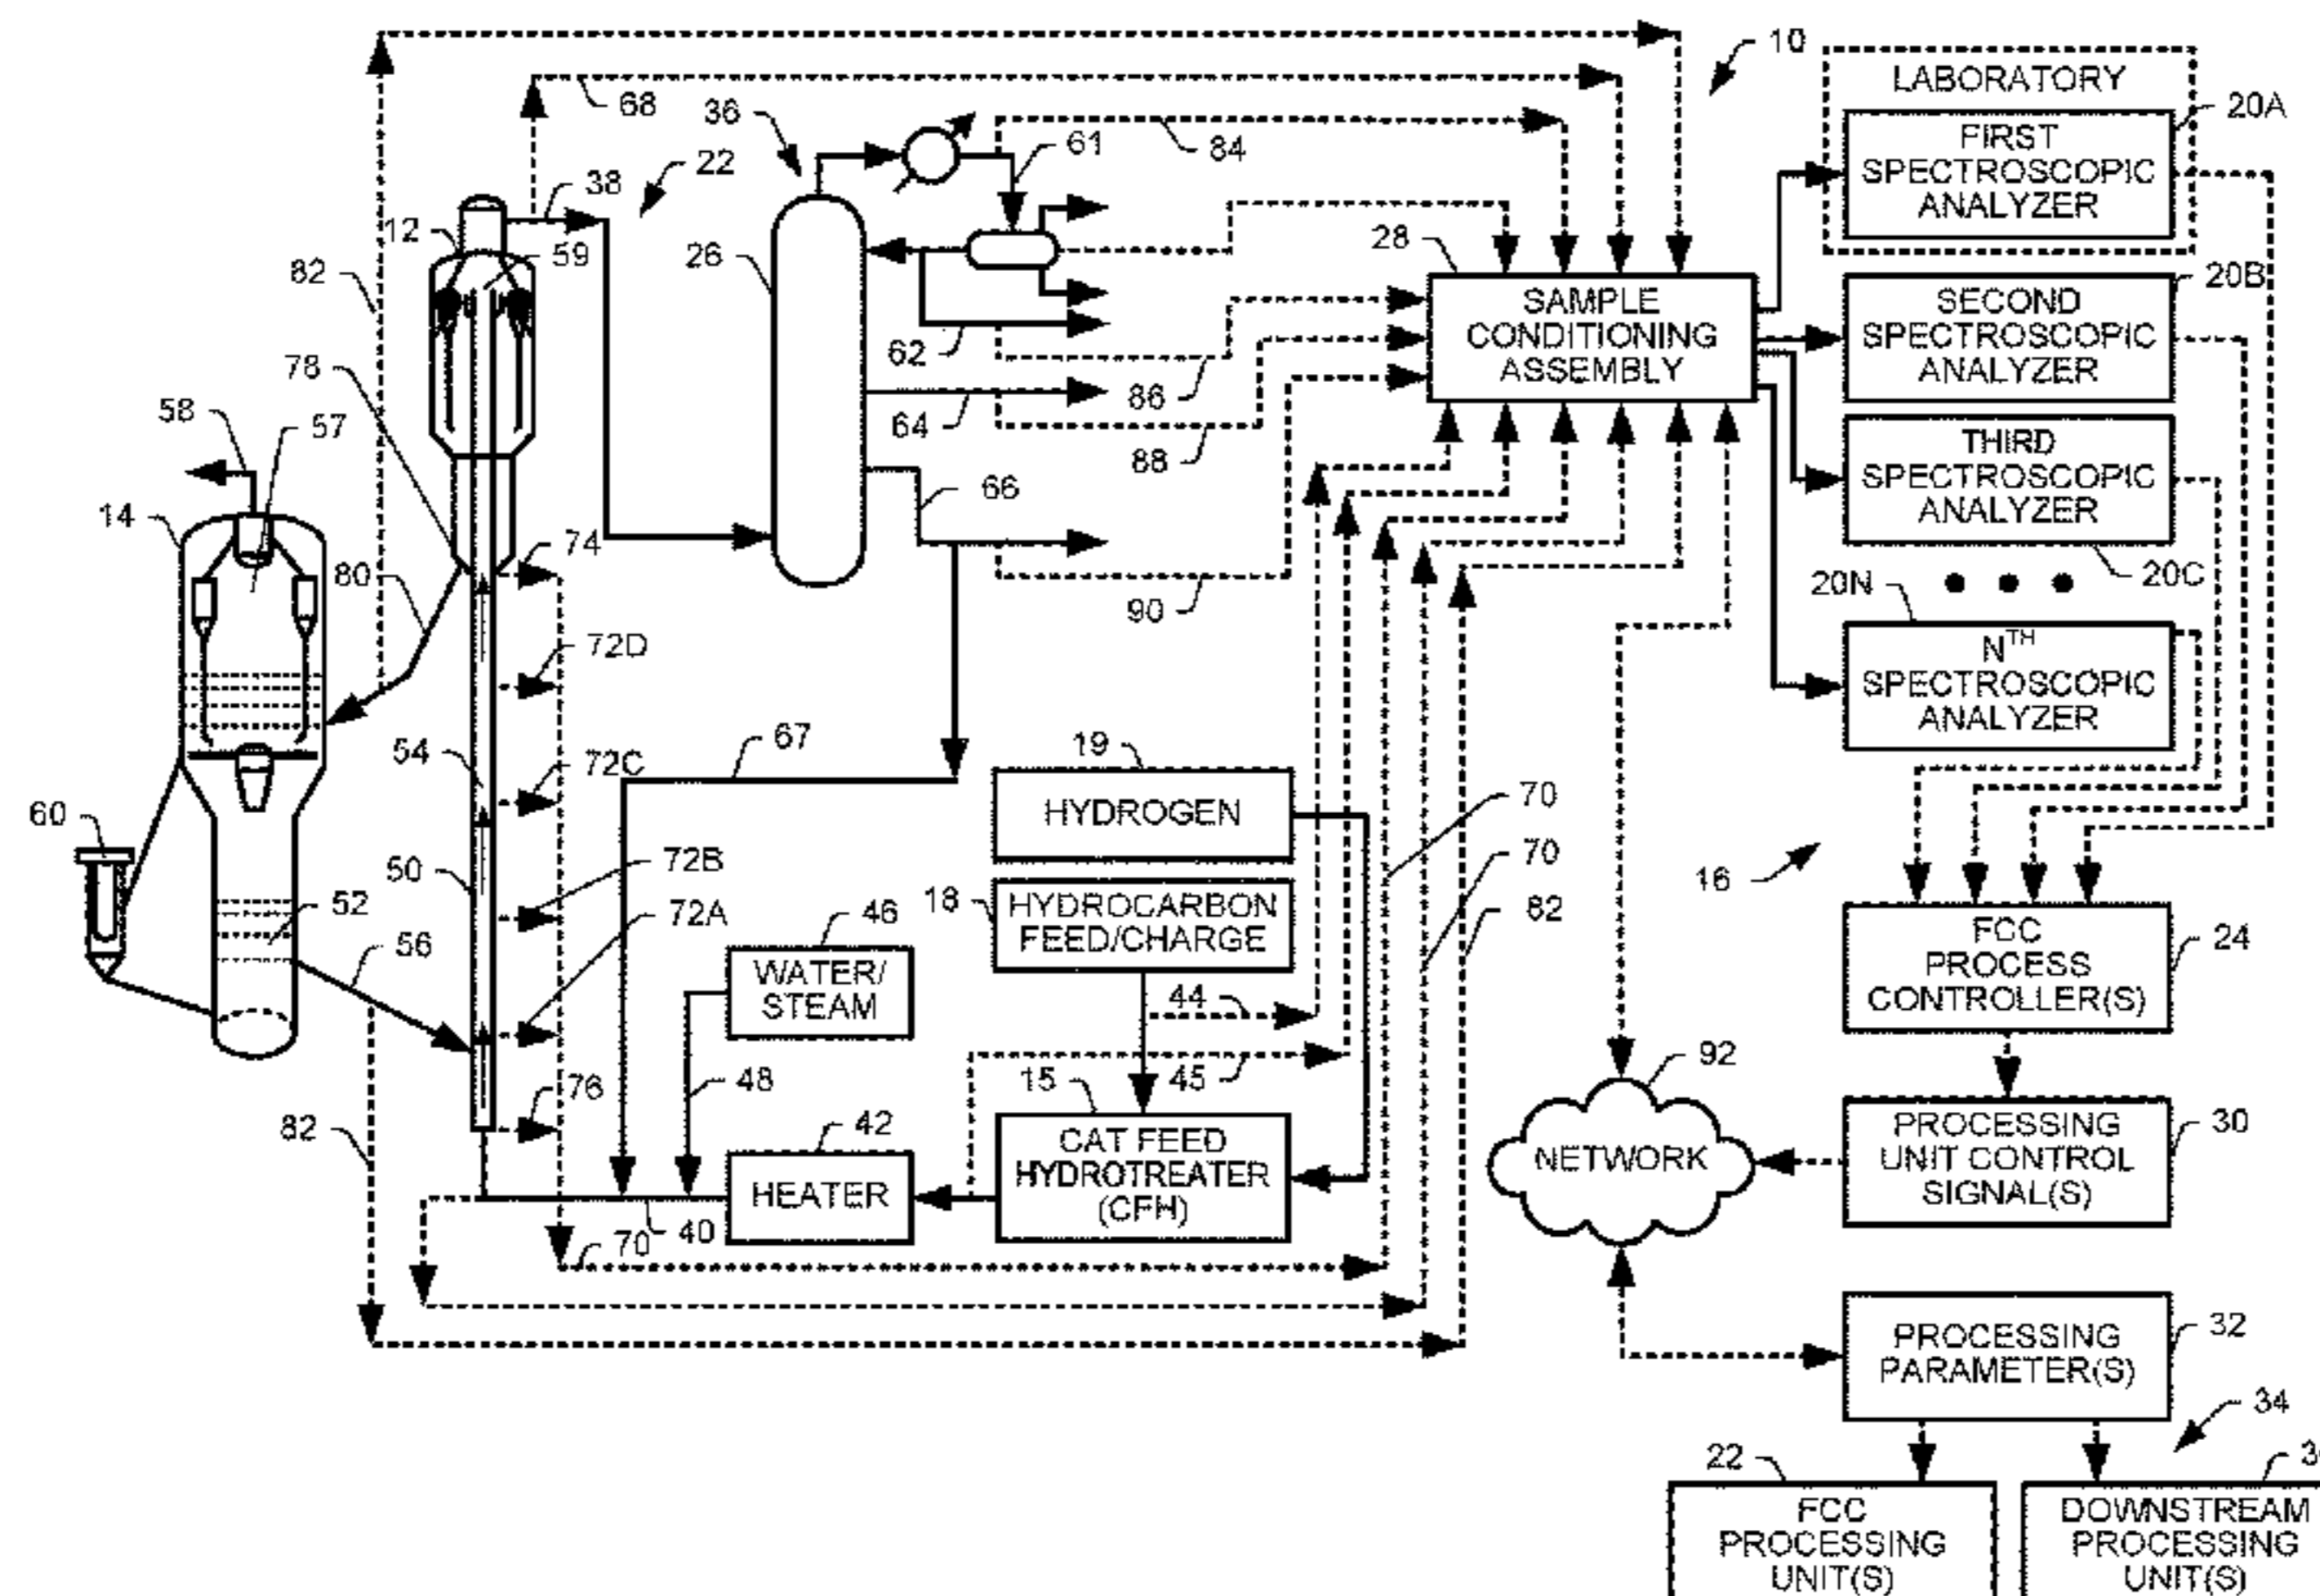 10
LABORATORY
20A
FIRST
SPECTROSCOPIC
ANALYZER
68
36
61
84
38
22
12
59
82
26
28
20B
SAMPLE
CONDITIONING
ASSEMBLY
SECOND
SPECTROSCOPIC
ANALYZER
62
78
86
58
57
64
88
THIRD
SPECTROSCOPIC
ANALYZER
66
14
74
20C
80
90
20N
72D
NTH
SPECTROSCOPIC
ANALYZER
67
19
54
72C
HYDROGEN
70
60
50
72B
70
16
18
HYDROCARBON
FEED/CHARGE
52
72A
46
82
FCC
PROCESS
CONTROLLER(S)
24
56
WATER/
STEAM
44
92
48
15
45
76
82
42
CAT FEED
HYDROTREATER
(CFH)
NETWORK
PROCESSING
UNIT CONTROL
SIGNAL(S)
30
HEATER
70
40
PROCESSING
PARAMETER(S)
32
34
22
FCC
PROCESSING
UNIT(S)
DOWNSTREAM
PROCESSING
UNIT(S)